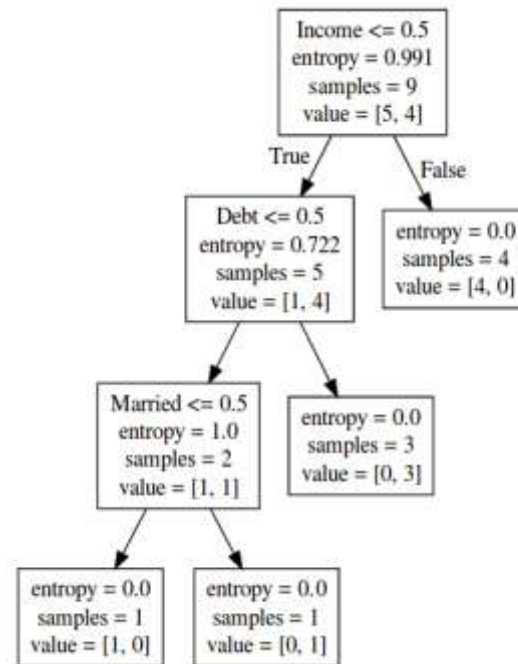 Income <= 0.5
entropy = 0.991
samples = 9
value = [5, 4]
True
False
Debt <= 0.5
entropy = 0.722
samples = 5
value = [1, 4]
entropy = 0.0
samples = 4
value = [4, 0]
Married <= 0.5
entropy = 1.0
samples = 2
value = [1, 1]
entropy = 0.0
samples = 3
value = [0, 3]
entropy = 0.0
samples = 1
value = [1, 0]
entropy = 0.0
samples = 1
value = [0, 1]